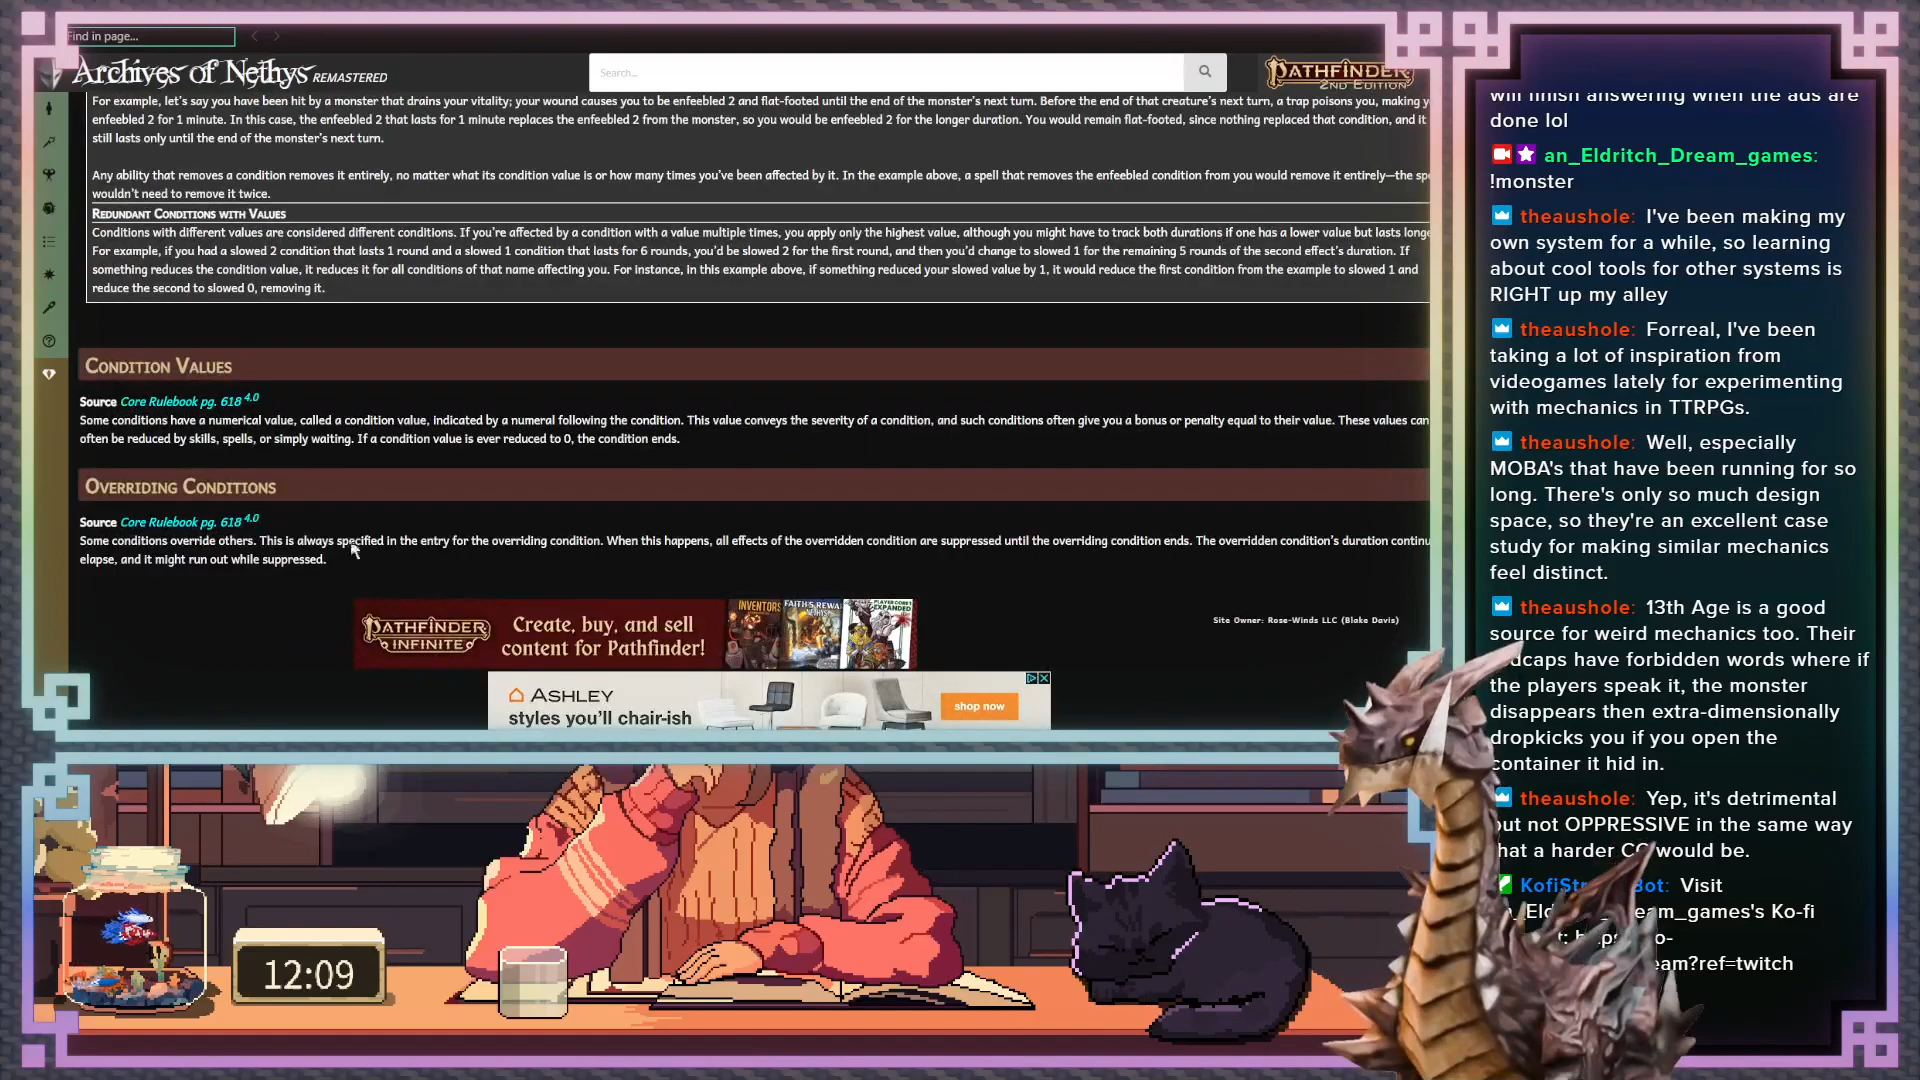 Find in page...
Archives of Nethys REMASTERED
Search...
PATHFINDER
2ND EDITION
For example, let's say you have been hit by a monster that drains your vitality; your wound causes you to be enfeebled 2 and flat-footed until the end of the monster's next turn. Before the end of that creature's next turn, a trap poisons you, making y
enfeebled 2 for 1 minute. In this case, the enfeebled 2 that lasts for 1 minute replaces the enfeebled 2 from the monster, so you would be enfeebled 2 for the longer duration. You would remain flat-footed, since nothing replaced that condition, and it
still lasts only until the end of the monster's next turn.
Any ability that removes a condition removes it entirely, no matter what its condition value is or how many times you've been affected by it. In the example above, a spell that removes the enfeebled condition from you would remove it entirely—the spe
wouldn't need to remove it twice.
REDUNDANT CONDITIONS WITH VALUES
Conditions with different values are considered different conditions. If you're affected by a condition with a value multiple times, you apply only the highest value, although you might have to track both durations if one has a lower value but lasts longe
For example, if you had a slowed 2 condition that lasts 1 round and a slowed 1 condition that lasts for 6 rounds, you'd be slowed 2 for the first round, and then you'd change to slowed 1 for the remaining 5 rounds of the second effect's duration. If
something reduces the condition value, it reduces it for all conditions of that name affecting you. For instance, in this example above, if something reduced your slowed value by 1, it would reduce the first condition from the example to slowed 1 and
reduce the second to slowed 0, removing it.
CONDITION VALUES
Source Core Rulebook pg. 618 4.0
Some conditions have a numerical value, called a condition value, indicated by a numeral following the condition. This value conveys the severity of a condition, and such conditions often give you a bonus or penalty equal to their value. These values can
often be reduced by skills, spells, or simply waiting. If a condition value is ever reduced to 0, the condition ends.
OVERRIDING CONDITIONS
Source Core Rulebook pg. 618 4.0
Some conditions override others. This is always specified in the entry for the overriding condition. When this happens, all effects of the overridden condition are suppressed until the overriding condition ends. The overridden condition's duration continu
elapse, and it might run out while suppressed.
PATHFINDER
INFINITE
Create, buy, and sell
content for Pathfinder!
INVENTORS
FAITH'S REWA
Site Owner: Rose-Winds LLC (Blake Davis)
ASHLEY
styles you'll chair-ish
shop now
12:09
will finish answering when the ads are
done lol
an_Eldritch_Dream_games:
!monster
theaushole: I've been making my
own system for a while, so learning
about cool tools for other systems is
RIGHT up my alley
theaushole: Forreal, I've been
taking a lot of inspiration from
videogames lately for experimenting
with mechanics in TTRPGs.
theaushole: Well, especially
MOBA's that have been running for so
long. There's only so much design
space, so they're an excellent case
study for making similar mechanics
feel distinct.
theaushole: 13th Age is a good
source for weird mechanics too. Their
dcaps have forbidden words where if
the players speak it, the monster
disappears then extra-dimensionally
dropkicks you if you open the
container it hid in.
theaushole: Yep, it's detrimental
but not OPPRESSIVE in the same way
that a harder CC would be.
Bot: Visit
eam_games's Ko-fi
eam?ref=twitch